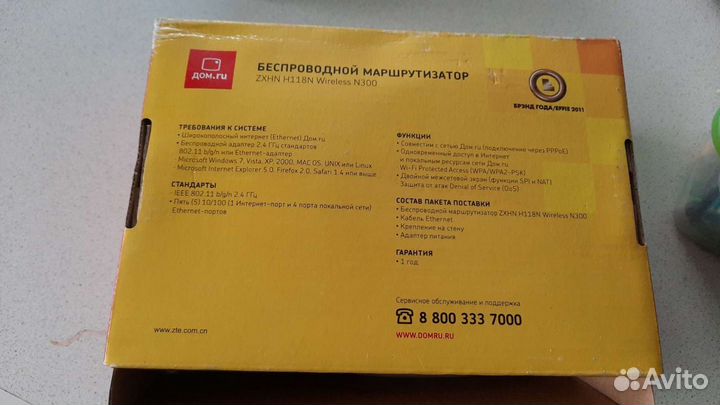 дом.ru
БЕСПРОВОДНОЙ МАРШРУТИЗАТОР
ZXHN H118N Wireless N300
БРЭНД ГОДА/EFFIE 2011
ТРЕБОВАНИЯ К СИСТЕМЕ
• Широкополосный интернет (Ethernet) Дом.ru
• Беспроводной адаптер 2.4 ГГц стандартов
802.11 b/g/n или Ethernet-адаптер
Microsoft Windows 7, Vista, XP, 2000, MAC OS, UNIX или Linux
Microsoft Internet Explorer 5.0, Firefox 2.0, Safari 1.4 или выше
СТАНДАРТЫ
• IEEE 802.11 b/g/n 2.4 ГГц
• Пять (5) 10/100 (1 Интернет-порт и 4 порта локальной сети)
Ethernet-портов
ФУНКЦИИ
• Совместим с сетью Дом.ru (подключение через PPPoE)
• Одновременный доступ в Интернет
и локальным ресурсам сети Дом.ru
Wi-Fi Protected Access (WPA/WPA2-PSK)
• Двойной межсетевой экран (функции SPI и NAT)
Защита от атак Denial of Service (DoS)
СОСТАВ ПАКЕТА ПОСТАВКИ
• Беспроводной маршрутизатор ZXHN H118N Wireless N300
• Кабель Ethernet
• Крепление на стену
• Адаптер питания
ГАРАНТИЯ
• 1 год
Сервисное обслуживание и поддержка
8 800 333 7000
WWW.DOMRU.RU
www.zte.com.cn
Avito